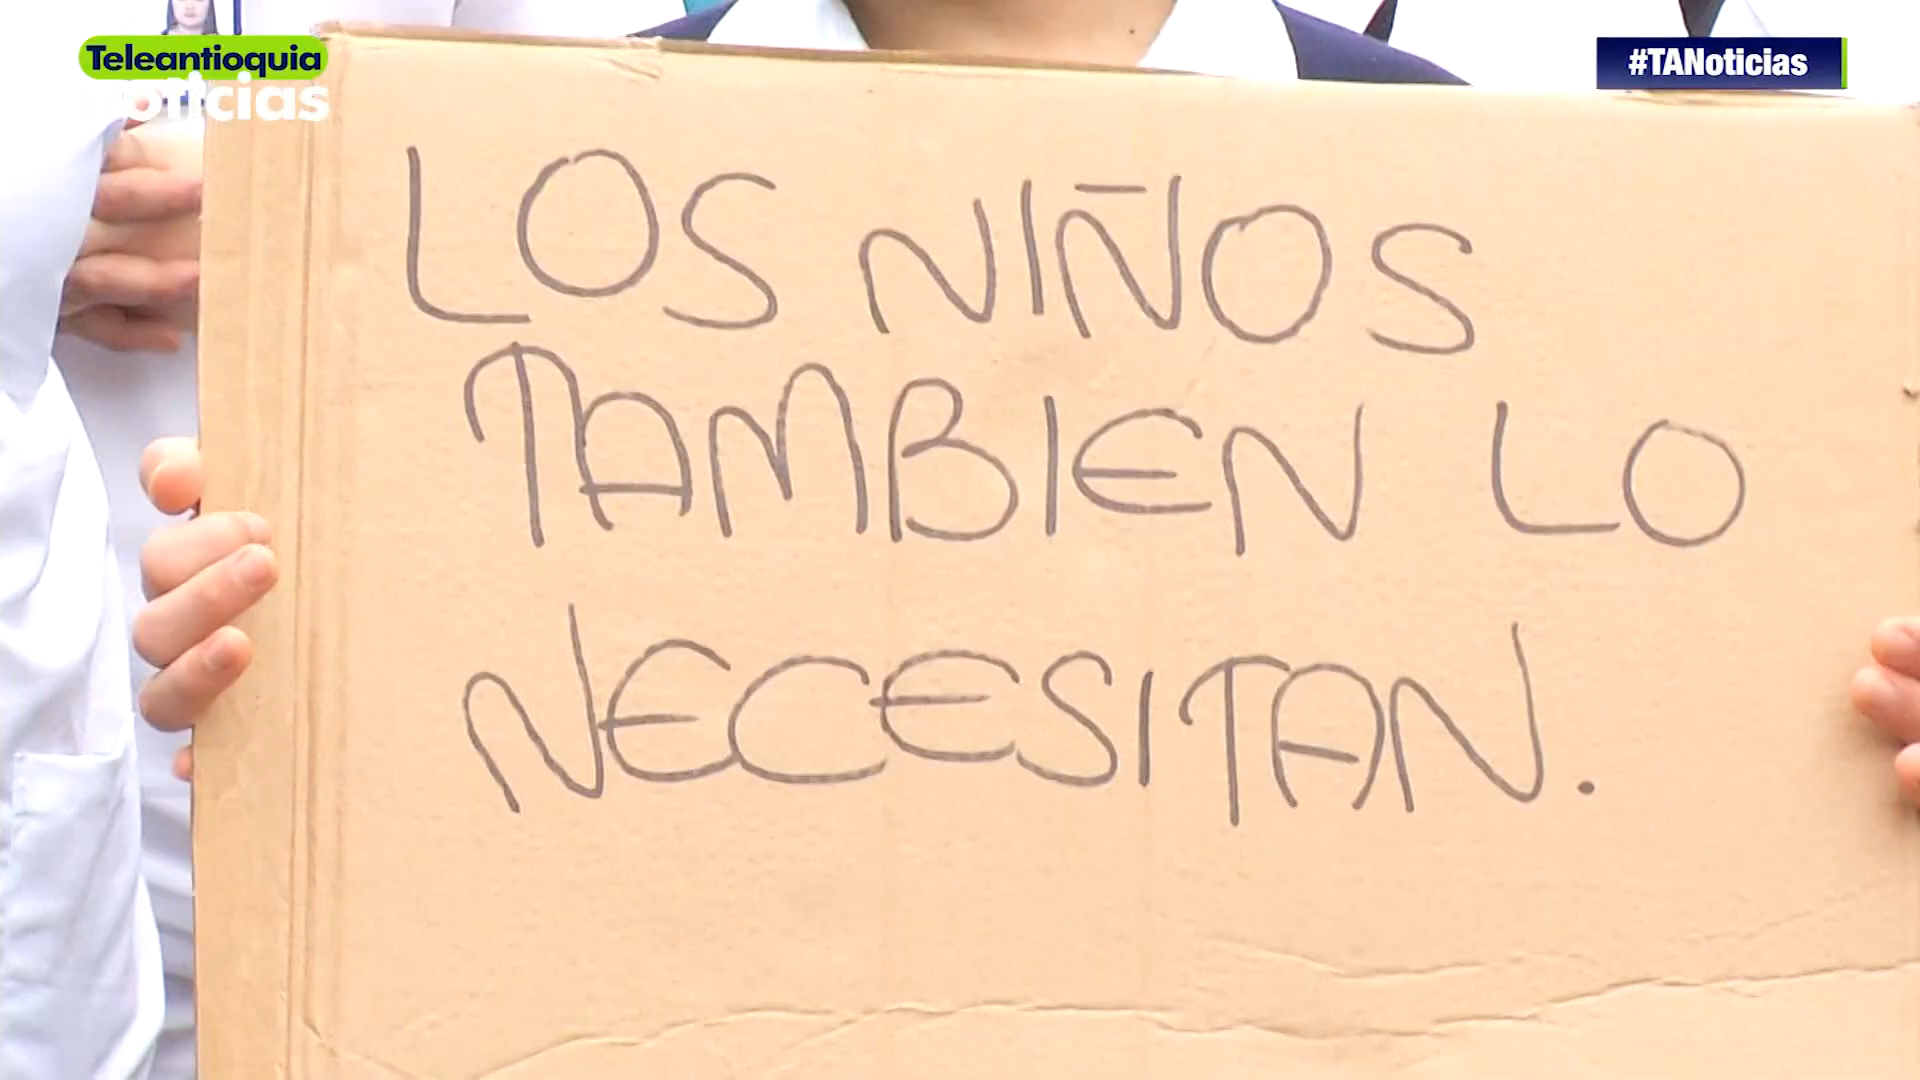 Teleantioquia
noticias
#TANoticias
LOS NIÑOS
TAMBIEN LO
NECESITAN.